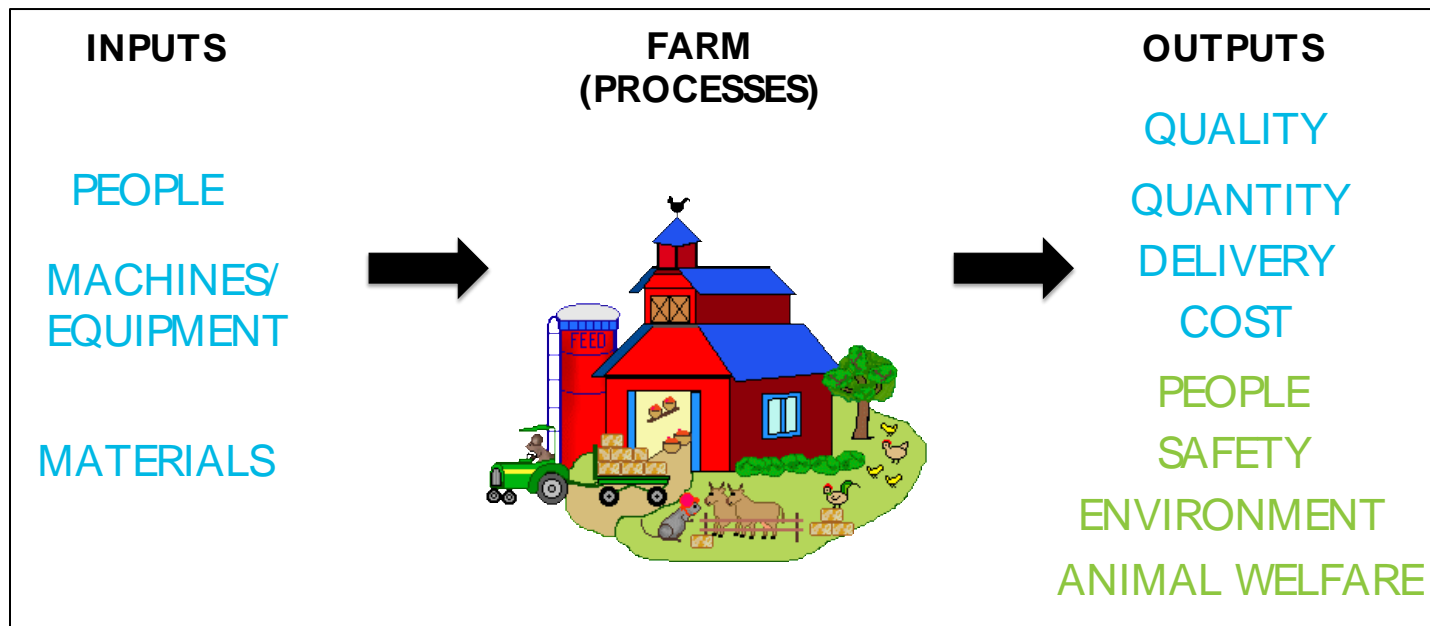 INPUTS
PEOPLE
MACHINES/
EQUIPMENT
MATERIALS
FARM
(PROCESSES)
FEED
OUTPUTS
QUALITY
QUANTITY
DELIVERY
COST
PEOPLE
SAFETY
ENVIRONMENT
ANIMAL WELFARE